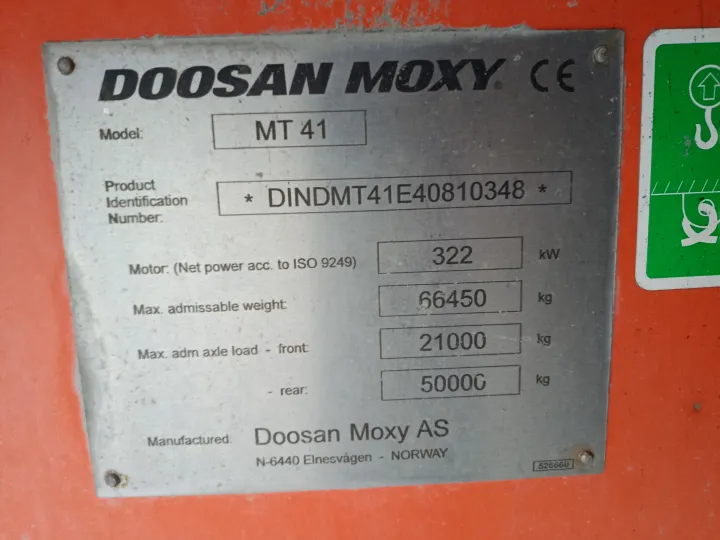 DOOSAN MOXY CE
Model: MT 41
Product
Identification
Number: * DINDMT41E40810348 *
Motor: (Net power acc. to ISO 9249) 322 kW
Max. admissable weight: 66450 kg
Max. adm axle load - front: 21000 kg
- rear: 50000 kg
Manufactured: Doosan Moxy AS
N-6440 Elnesvågen - NORWAY
526660